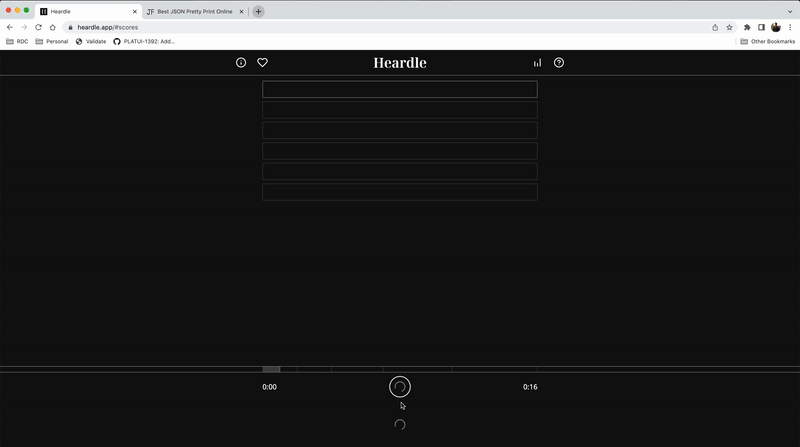 Heardle
Best JSON Pretty Print Online
heardle.app/#scores
RDC
Personal
Validate
PLATUI-1392: Add...
Other Bookmarks
Heardle
0:00
0:16